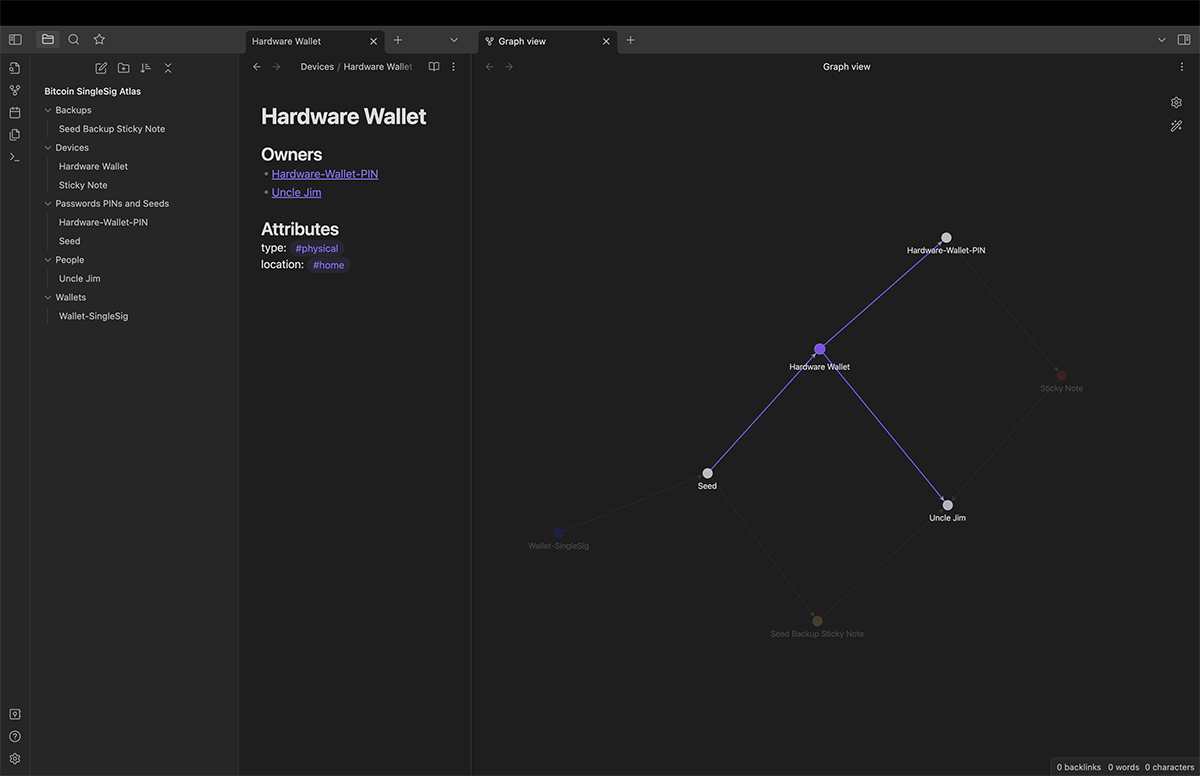 Hardware Wallet
Graph view
Devices / Hardware Wallet
Graph view
Bitcoin SingleSig Atlas
Backups
Seed Backup Sticky Note
Devices
Hardware Wallet
Sticky Note
Passwords PINs and Seeds
Hardware-Wallet-PIN
Seed
People
Uncle Jim
Wallets
Wallet-SingleSig
Hardware Wallet
Owners
• Hardware-Wallet-PIN
• Uncle Jim
Attributes
type: #physical
location: #home
Hardware-Wallet-PIN
Hardware Wallet
Sticky Note
Seed
Uncle Jim
Wallet-SingleSig
Seed Backup Sticky Note
0 backlinks 0 words 0 characters